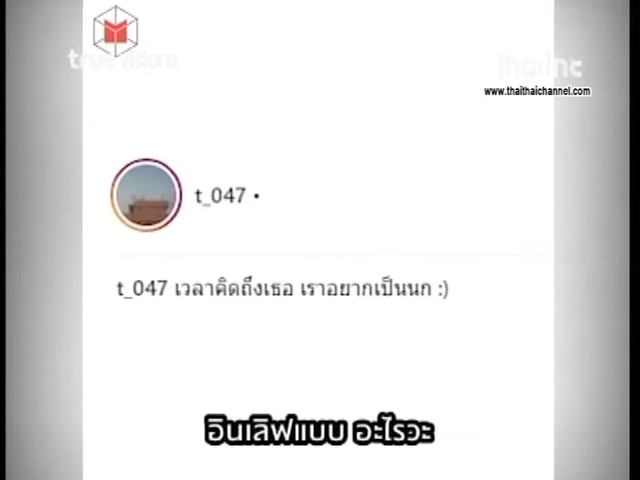 true visions
www.thaithaichannel.com
t_047 •
t_047 เวลาคิดถึงเธอ เราอยากเป็นนก :)
อินเลิฟแบบ อะไรวะ